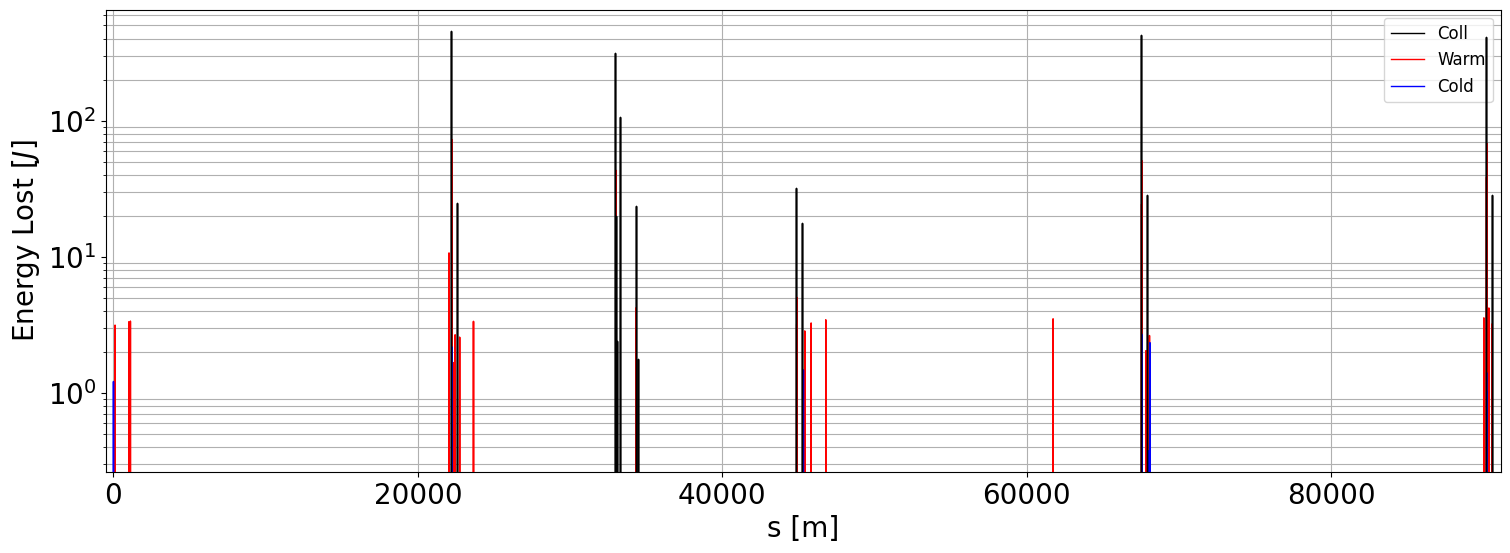 Energy Lost [J]
10²
10¹
10⁰
Coll
Warm
Cold
0 20000 40000 60000 80000
s [m]